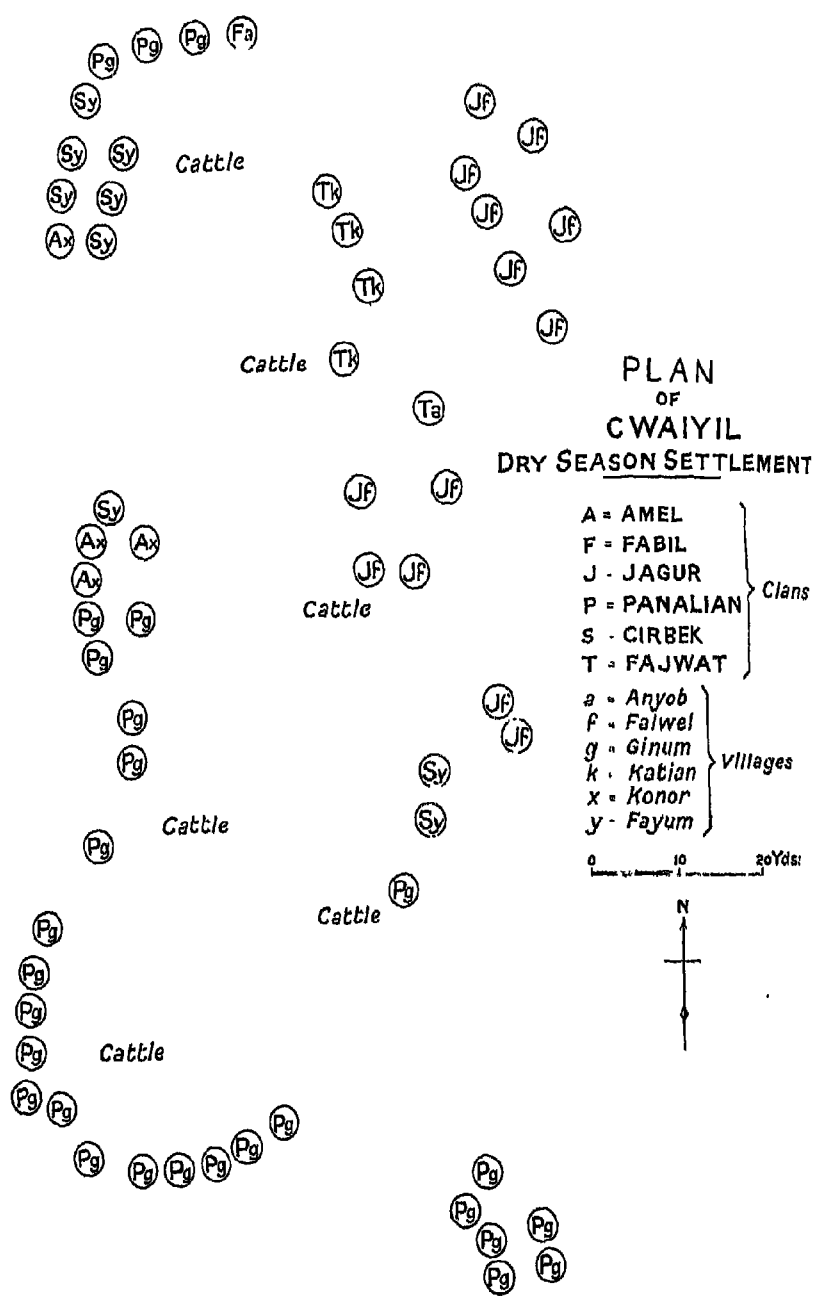 Pg Pg Pg Fa
Sy
Sy Sy
Sy Sy
Ax Sy
Cattle
Tk
Tk
Tk
Cattle Tk
Ta
Jf
Jf
Jf
Jf
Jf
Jf
Jf
PLAN
OF
CWAIYIL
DRY SEASON SETTLEMENT
A = AMEL
F = FABIL
J - JAGUR
P = PANALIAN
S - CIRBEK
T = FAJWAT
Clans
a = Anyob
f = Falwel
g = Ginum
k = Katian
x = Konor
y - Fayum
Villages
0 10 20 Yds:
N
Jf Jf
Jf Jf
Cattle
Sy
Ax Ax
Ax
Pg Pg
Pg
Pg
Pg
Cattle
Pg
Jf
Jf
Sy
Sy
Pg
Cattle
Pg
Pg
Pg
Pg
Cattle
Pg Pg
Pg Pg Pg Pg Pg Pg
Pg
Pg
Pg Pg
Pg Pg